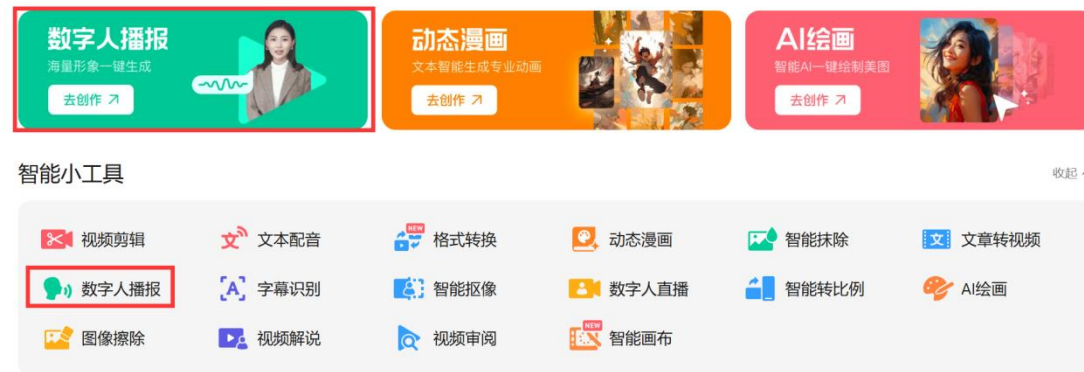 数字人播报
海量形象一键生成
去创作
动态漫画
文本智能生成专业动画
去创作
AI绘画
智能AI一键绘制美图
去创作
智能小工具
收起
视频剪辑
文本配音
NEW
格式转换
动态漫画
智能抹除
文章转视频
数字人播报
字幕识别
智能抠像
数字人直播
智能转比例
AI绘画
图像擦除
视频解说
视频审阅
NEW
智能画布